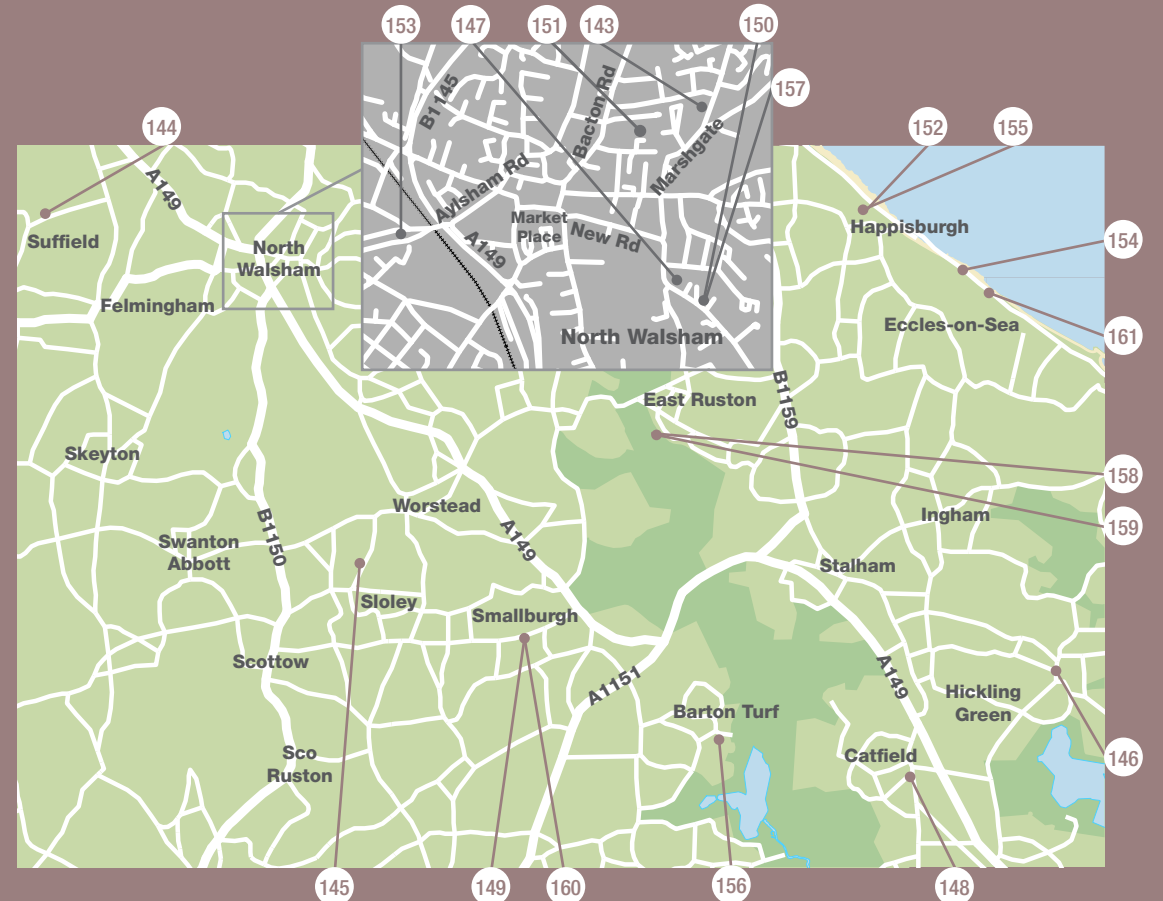 153
147
151
143
150
157
144
152
155
B1145
Bacton Rd
Marshgate
Aylsham Rd
Market
Place
New Rd
A149
North Walsham
A149
Suffield
North
Walsham
Felmingham
Happisburgh
154
Eccles-on-Sea
161
East Ruston
B1159
Skeyton
158
Worstead
Ingham
159
B1150
A149
Swanton
Abbott
Stalham
Sloley
Smallburgh
Scottow
A1151
A149
Hickling
Green
Barton Turf
Catfield
146
Sco
Ruston
145
149
160
156
148